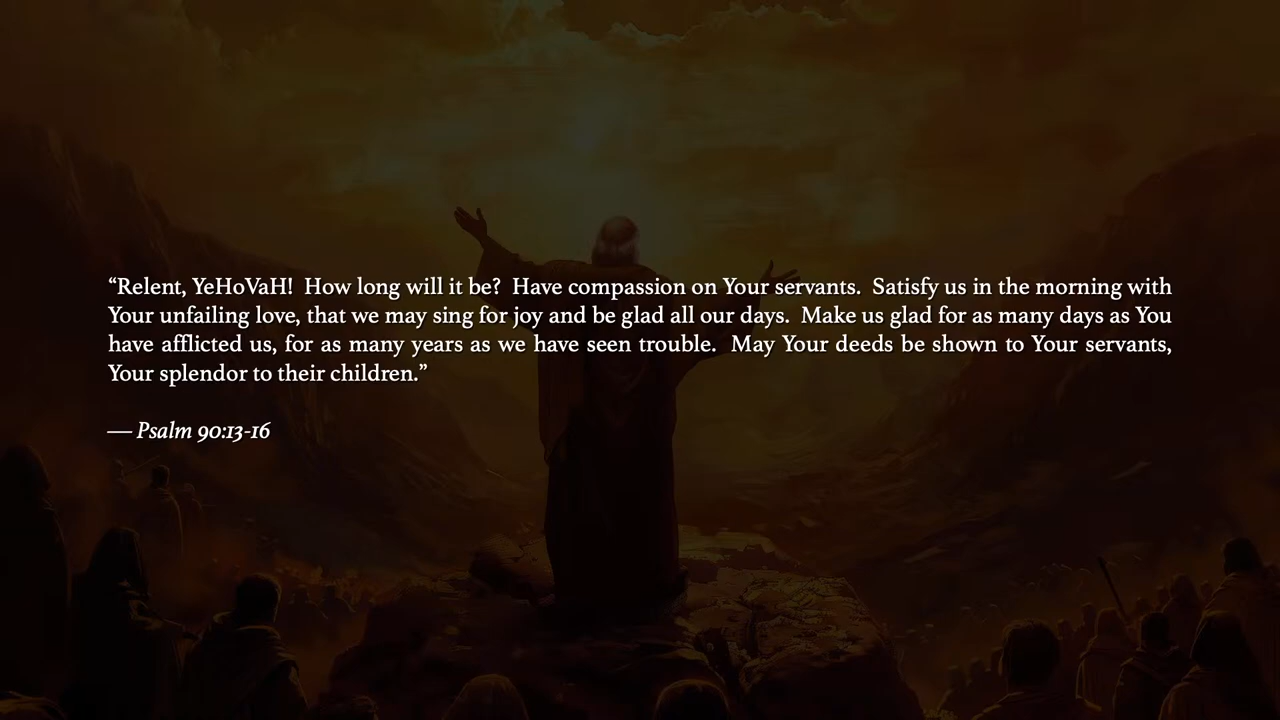 “Relent, YeHoVaH!  How long will it be?  Have compassion on Your servants.  Satisfy us in the morning with
Your unfailing love, that we may sing for joy and be glad all our days.  Make us glad for as many days as You
have afflicted us, for as many years as we have seen trouble.  May Your deeds be shown to Your servants,
Your splendor to their children.”
— Psalm 90:13-16